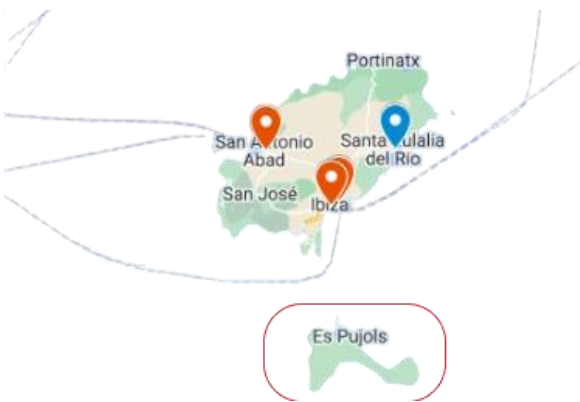 Portinatx
San Antonio
Abad
Santa Eulalia
del Río
San José
Ibiza
Es Pujols